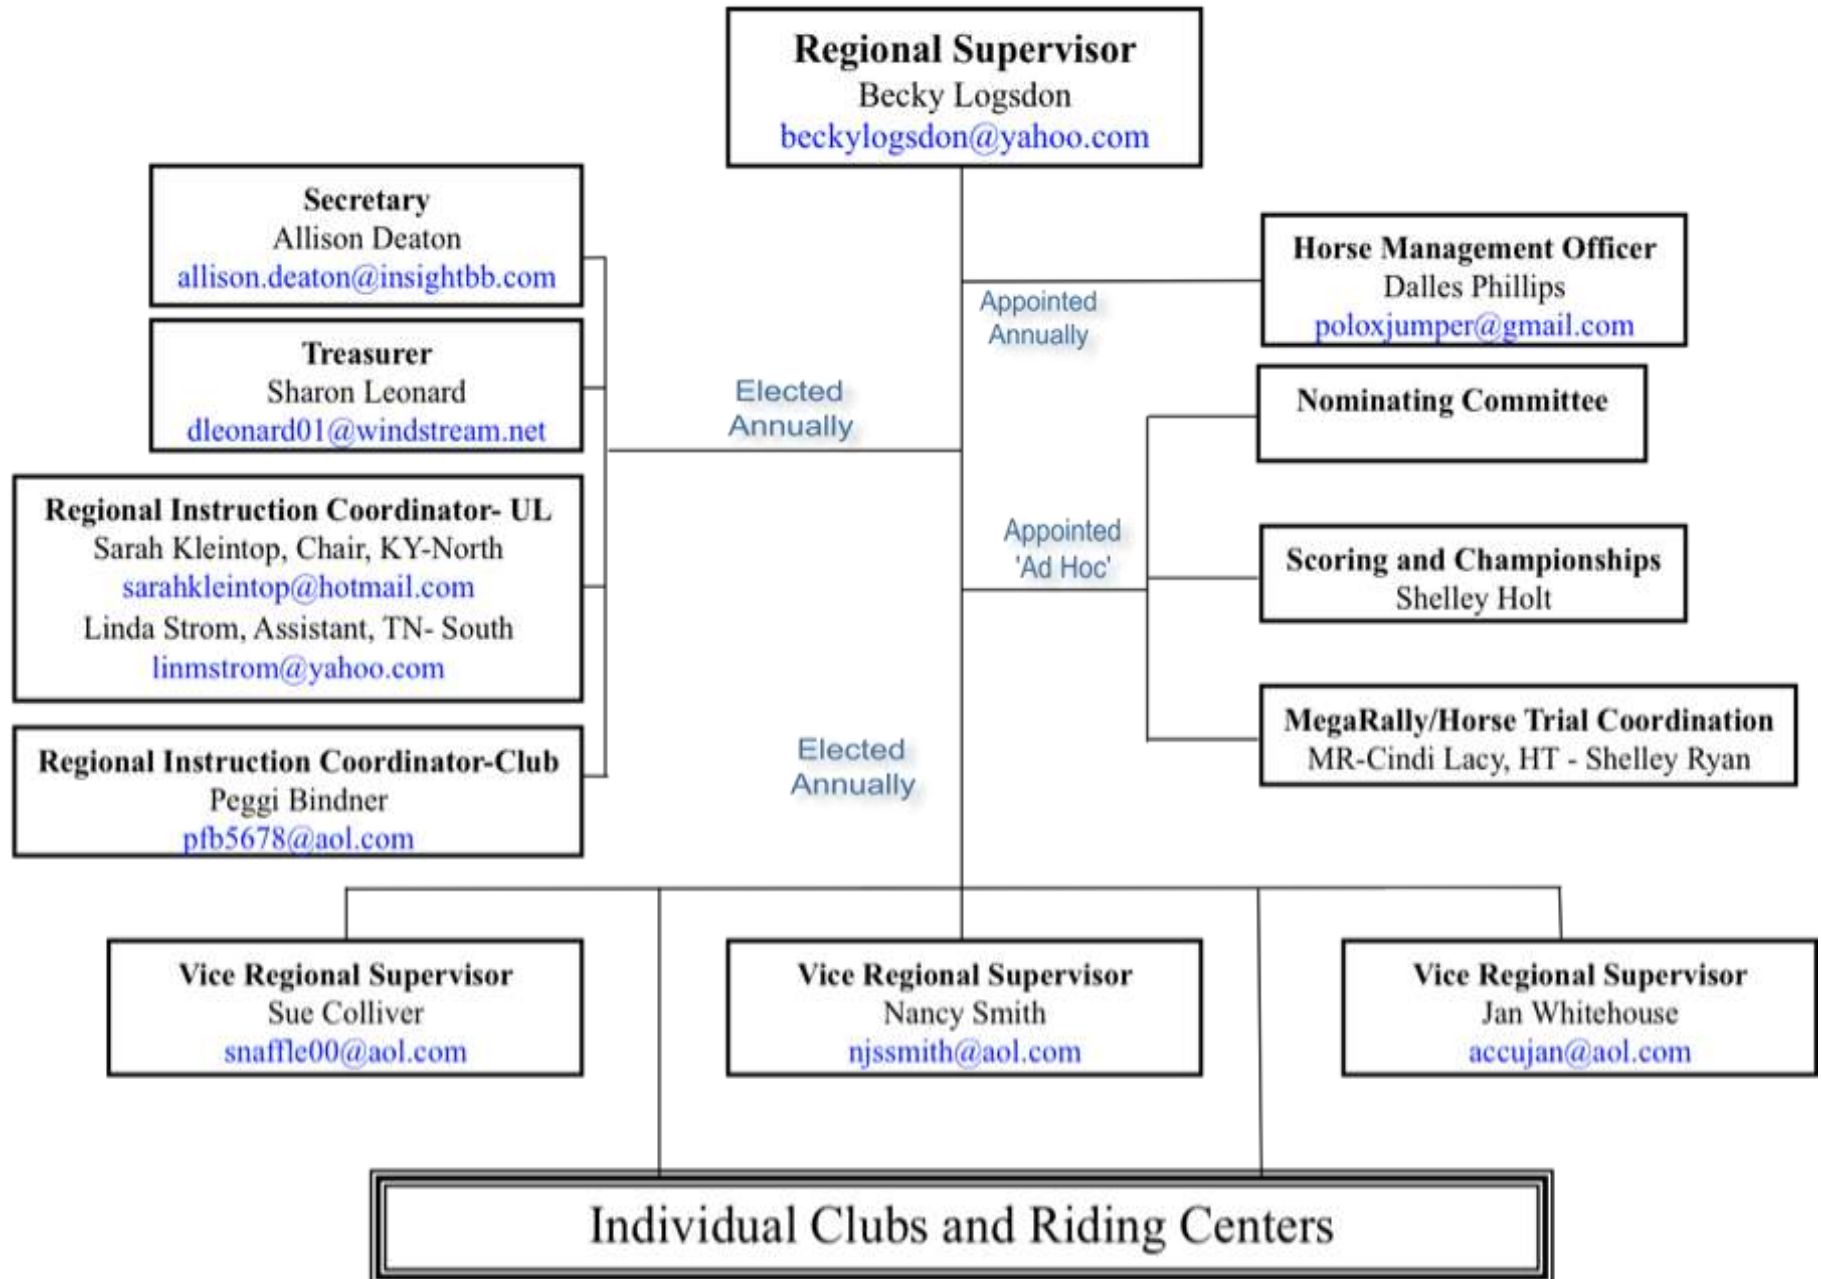 Regional Supervisor
Becky Logsdon
beckylogsdon@yahoo.com
Secretary
Allison Deaton
allison.deaton@insightbb.com
Treasurer
Sharon Leonard
dleonard01@windstream.net
Regional Instruction Coordinator- UL
Sarah Kleintop, Chair, KY-North
sarahkleintop@hotmail.com
Linda Strom, Assistant, TN- South
linmstrom@yahoo.com
Regional Instruction Coordinator-Club
Peggi Bindner
pfb5678@aol.com
Elected
Annually
Appointed
Annually
Appointed
'Ad Hoc'
Elected
Annually
Horse Management Officer
Dalles Phillips
poloxjumper@gmail.com
Nominating Committee
Scoring and Championships
Shelley Holt
MegaRally/Horse Trial Coordination
MR-Cindi Lacy, HT - Shelley Ryan
Vice Regional Supervisor
Sue Colliver
snaffle00@aol.com
Vice Regional Supervisor
Nancy Smith
njssmith@aol.com
Vice Regional Supervisor
Jan Whitehouse
accujan@aol.com
Individual Clubs and Riding Centers